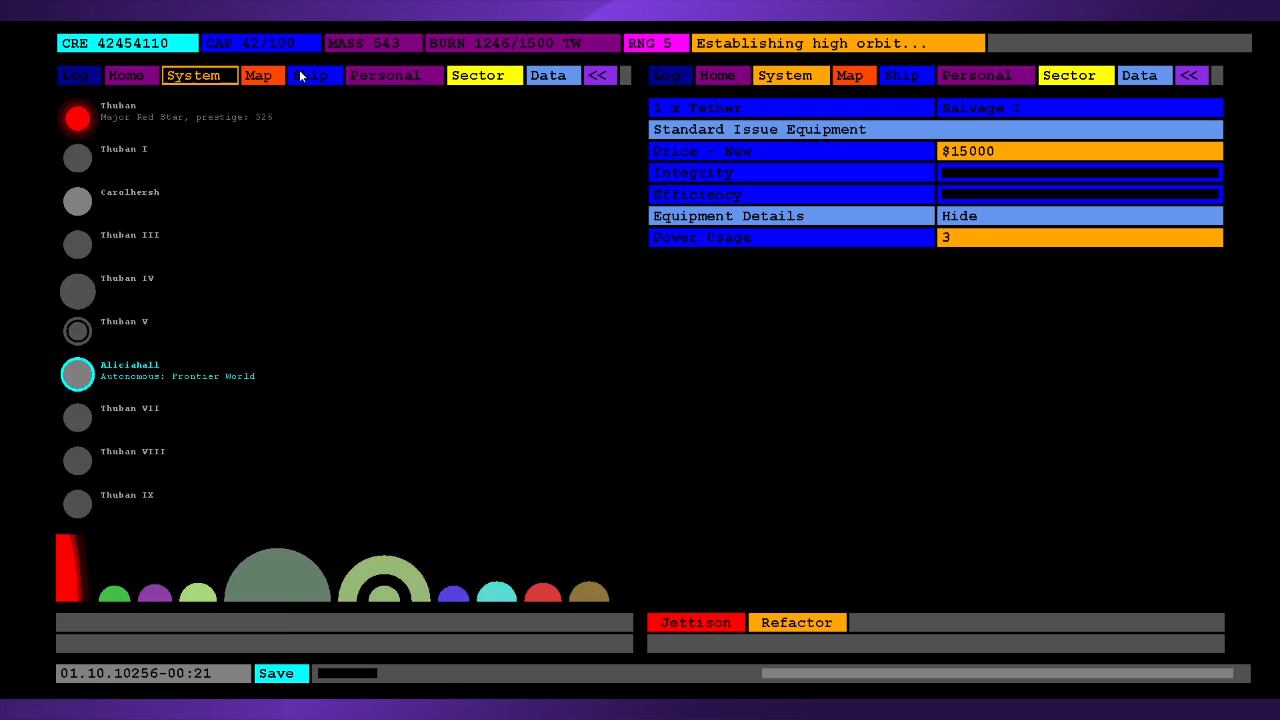 CRE 42454110 CAP 42/100 MASS 543 BURN 1246/1500 TW RNG 5 Establishing high orbit...
Log Home System Map Ship Personal Sector Data << Log Home System Map Ship Personal Sector Data <<
Thuban
Major Red Star, prestige: 526
Thuban I
Carolhersh
Thuban III
Thuban IV
Thuban V
Aliciahall
Autonomous: Frontier World
Thuban VII
Thuban VIII
Thuban IX
1 x Tether Salvage I
Standard Issue Equipment
Price - New $15000
Integrity
Efficiency
Equipment Details Hide
Power Usage 3
Jettison Refactor
01.10.10256-00:21 Save